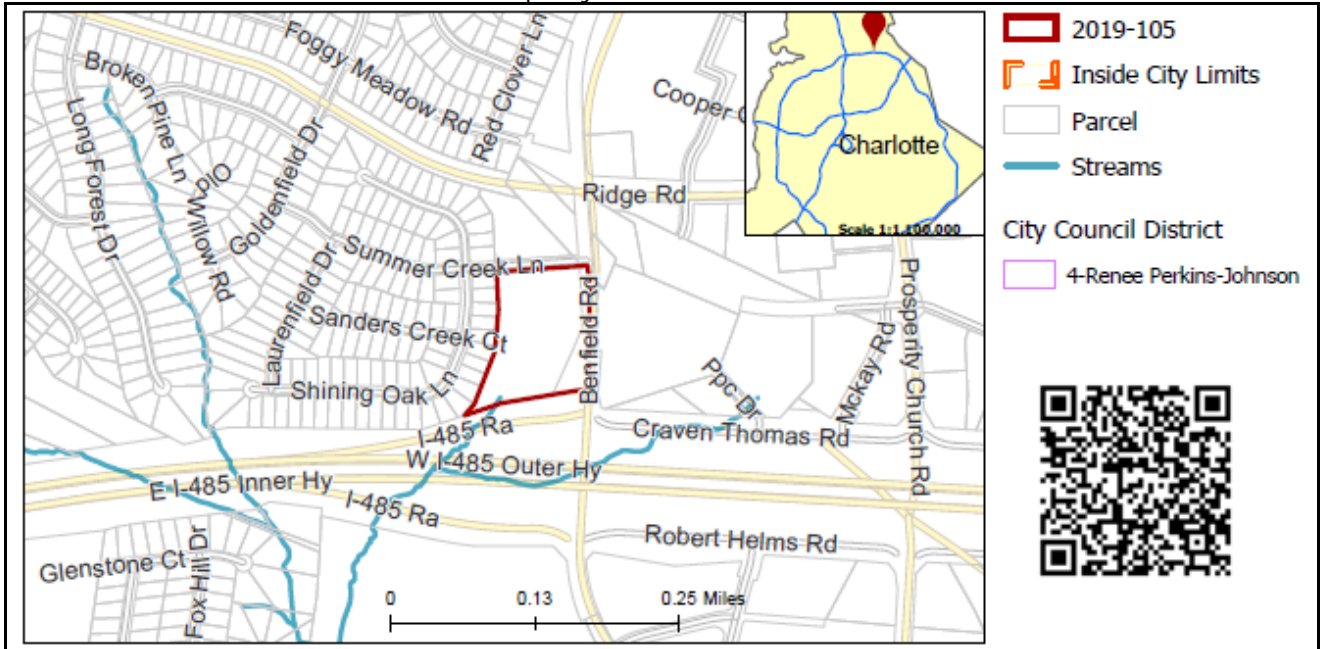 Foggy Meadow Rd
Red Clover Ln
Broken Pine Ln
Long Forest Dr
Willow Rd
PIO
Goldenfield Dr
Cooper
Ridge Rd
Summer Creek Ln
Laurenfield Dr
Sanders Creek Ct
Shining Oak Ln
Benfield Rd
Ppc Dr
Mckay Rd
Prosperity Church Rd
I-485 Ra
Craven Thomas Rd
W I-485 Outer Hy
E I-485 Inner Hy
I-485 Ra
Robert Helms Rd
Glenstone Ct
Fox Hill Dr
0 0.13 0.25 Miles
Charlotte
Scale 1:1,100,000
2019-105
Inside City Limits
Parcel
Streams
City Council District
4-Renee Perkins-Johnson